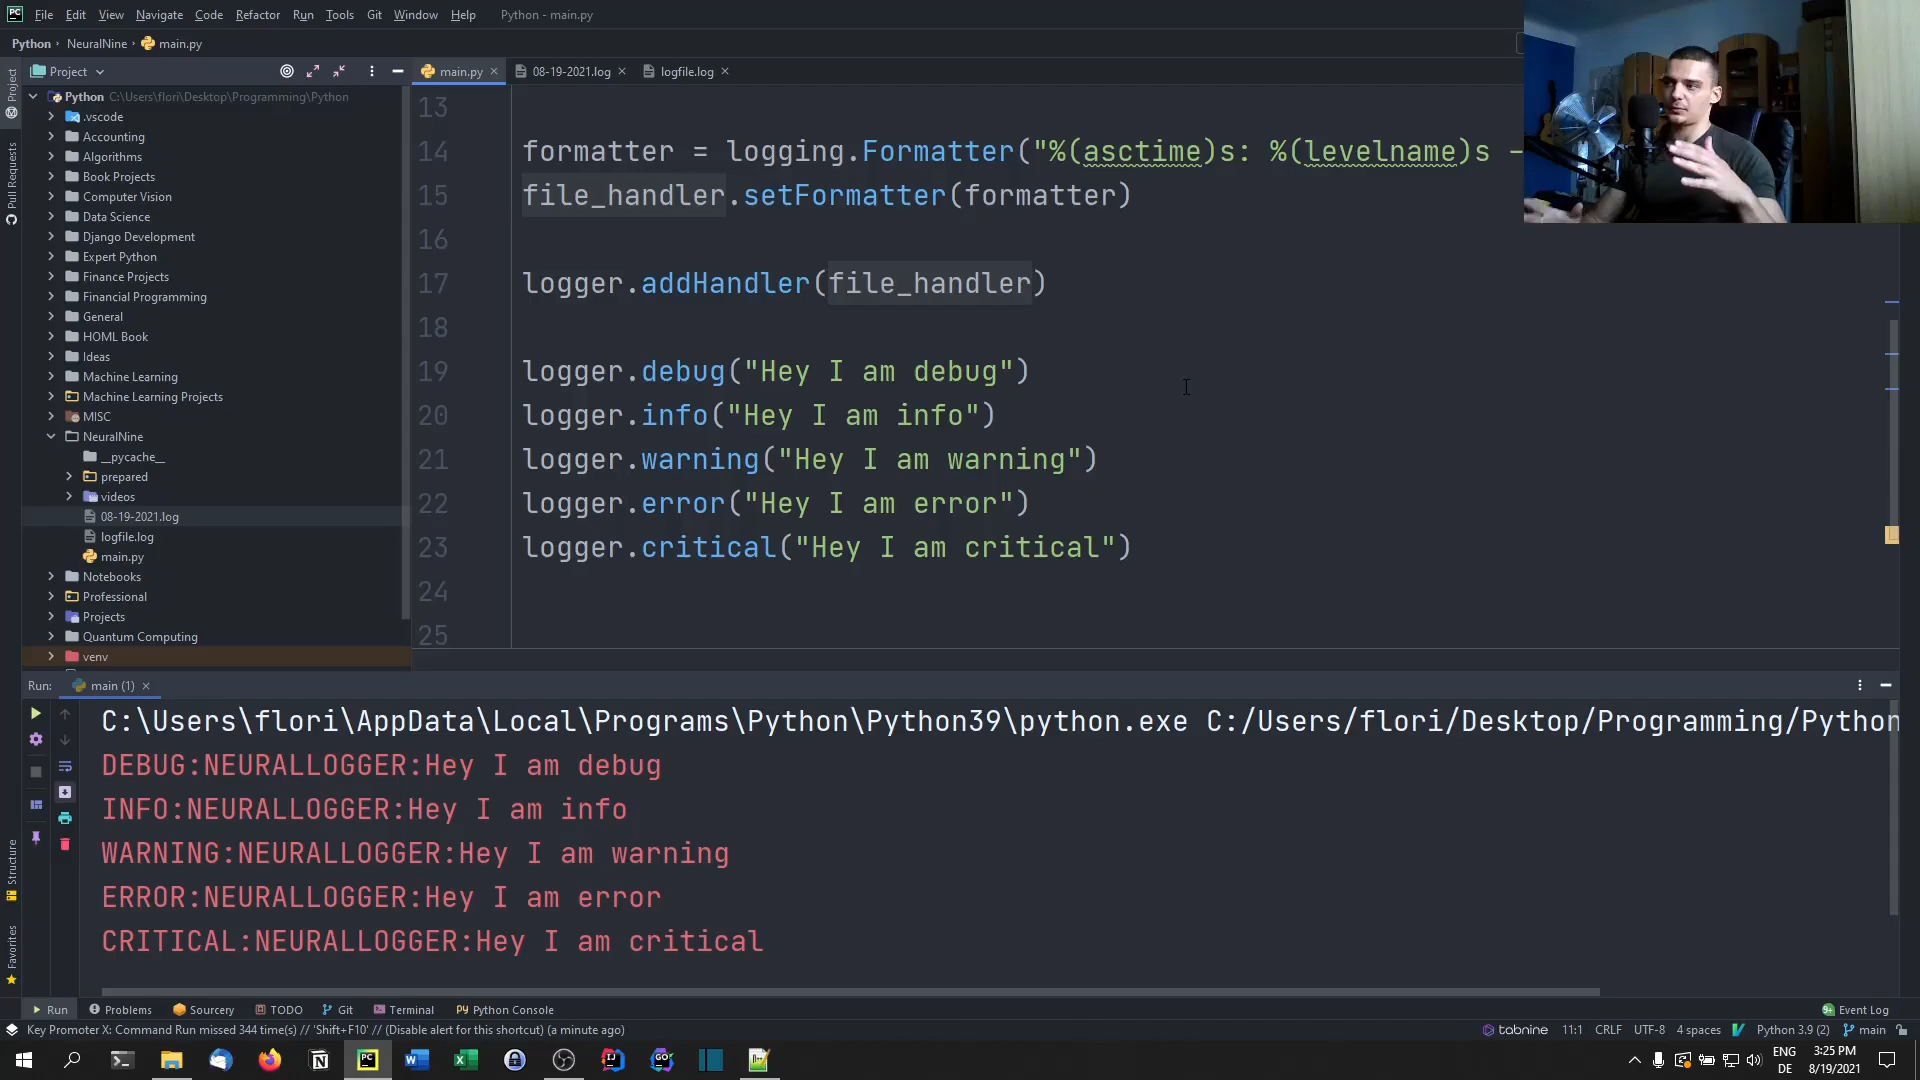 PC File Edit View Navigate Code Refactor Run Tools Git Window Help Python - main.py
Python › NeuralNine › main.py
Project main.py 08-19-2021.log logfile.log
Python C:\Users\flori\Desktop\Programming\Python
.vscode
Accounting
Algorithms
Book Projects
Computer Vision
Data Science
Django Development
Expert Python
Finance Projects
Financial Programming
General
HOML Book
Ideas
Machine Learning
Machine Learning Projects
MISC
NeuralNine
__pycache__
prepared
videos
08-19-2021.log
logfile.log
main.py
Notebooks
Professional
Projects
Quantum Computing
venv
Project
Pull Requests
Structure
Favorites
13
14 formatter = logging.Formatter("%(asctime)s: %(levelname)s -
15 file_handler.setFormatter(formatter)
16
17 logger.addHandler(file_handler)
18
19 logger.debug("Hey I am debug")
20 logger.info("Hey I am info")
21 logger.warning("Hey I am warning")
22 logger.error("Hey I am error")
23 logger.critical("Hey I am critical")
24
25
Run: main (1)
C:\Users\flori\AppData\Local\Programs\Python\Python39\python.exe C:/Users/flori/Desktop/Programming/Python
DEBUG:NEURALLOGGER:Hey I am debug
INFO:NEURALLOGGER:Hey I am info
WARNING:NEURALLOGGER:Hey I am warning
ERROR:NEURALLOGGER:Hey I am error
CRITICAL:NEURALLOGGER:Hey I am critical
Run Problems Sourcery TODO Git Terminal Python Console Event Log
Key Promoter X: Command Run missed 344 time(s) // 'Shift+F10' // (Disable alert for this shortcut) (a minute ago) tabnine 11:1 CRLF UTF-8 4 spaces Python 3.9 (2) main
ENG 3:25 PM
DE 8/19/2021